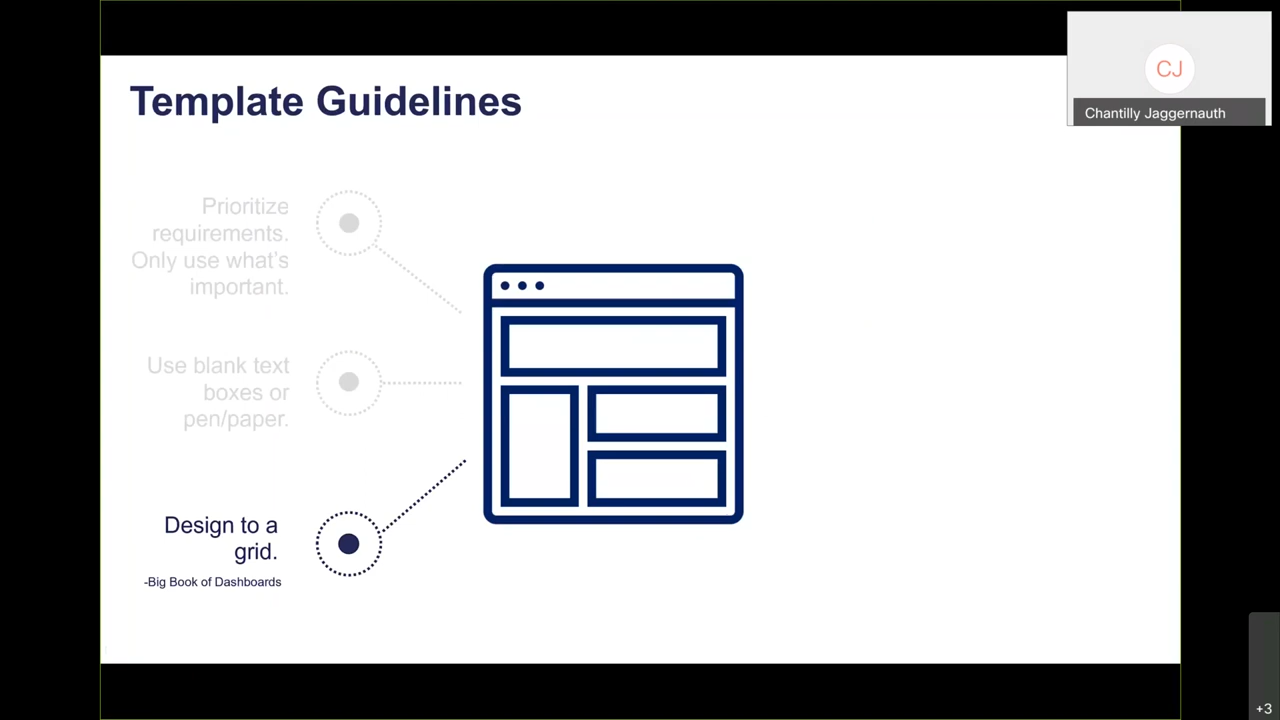 Template Guidelines
CJ
Chantilly Jaggernauth
Prioritize
requirements.
Only use what's
important.
Use blank text
boxes or
pen/paper.
Design to a
grid.
-Big Book of Dashboards
+3